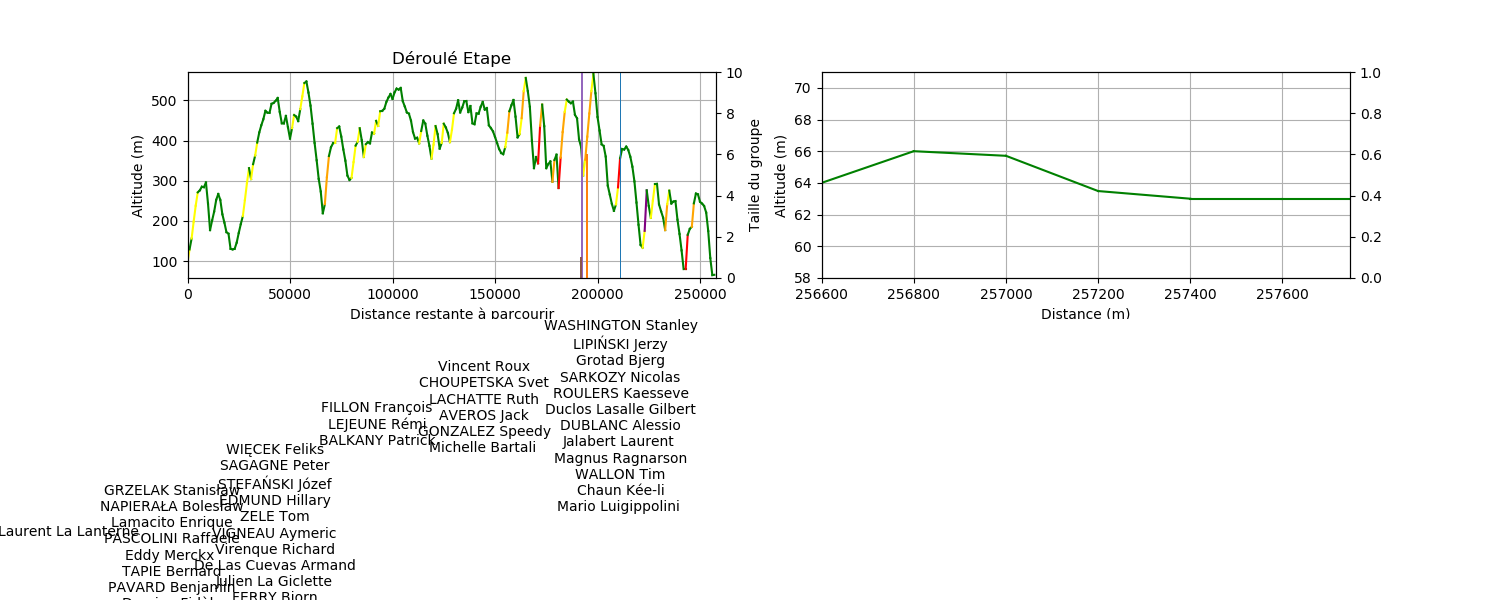 Déroulé Etape
Altitude (m)
500
400
300
200
100
10
8
6
4
2
0
Taille du groupe
0
50000
100000
150000
200000
250000
Distance restante à parcourir
Altitude (m)
70
68
66
64
62
60
58
1.0
0.8
0.6
0.4
0.2
0.0
256600
256800
257000
257200
257400
257600
Distance (m)
WASHINGTON Stanley
LIPIŃSKI Jerzy
Grotad Bjerg
SARKOZY Nicolas
ROULERS Kaesseve
Duclos Lasalle Gilbert
DUBLANC Alessio
Jalabert Laurent
Magnus Ragnarson
WALLON Tim
Chaun Kée-li
Mario Luigippolini
Vincent Roux
CHOUPETSKA Svet
LACHATTE Ruth
AVEROS Jack
GONZALEZ Speedy
Michelle Bartali
FILLON François
LEJEUNE Rémi
BALKANY Patrick
WIĘCEK Feliks
SAGAGNE Peter
STEFAŃSKI Józef
EDMUND Hillary
ZELE Tom
VIGNEAU Aymeric
Virenque Richard
De Las Cuevas Armand
Julien La Giclette
FERRY Bjorn
GRZELAK Stanisław
NAPIERAŁA Bolesław
Lamacito Enrique
PASCOLINI Raffaele
Eddy Merckx
TAPIE Bernard
PAVARD Benjamin
Laurent La Lanterne